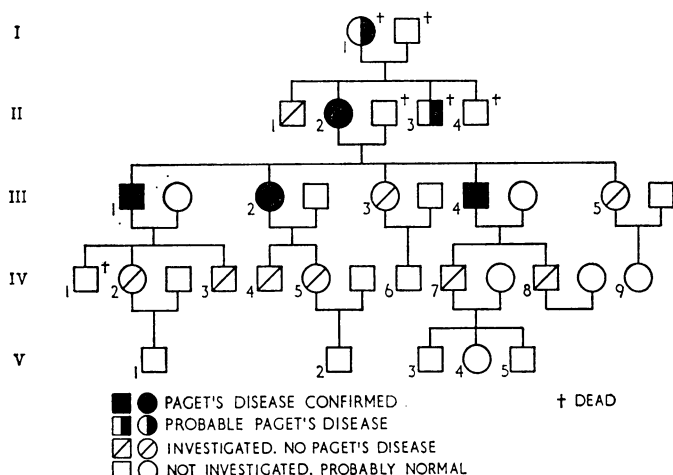 I
1 † †
II
1 2 † 3 † 4 †
III
1 2 3 4 5
IV
1 † 2 3 4 5 6 7 8 9
V
1 2 3 4 5
PAGET'S DISEASE CONFIRMED . † DEAD
PROBABLE PAGET'S DISEASE
INVESTIGATED. NO PAGET'S DISEASE
NOT INVESTIGATED. PROBABLY NORMAL